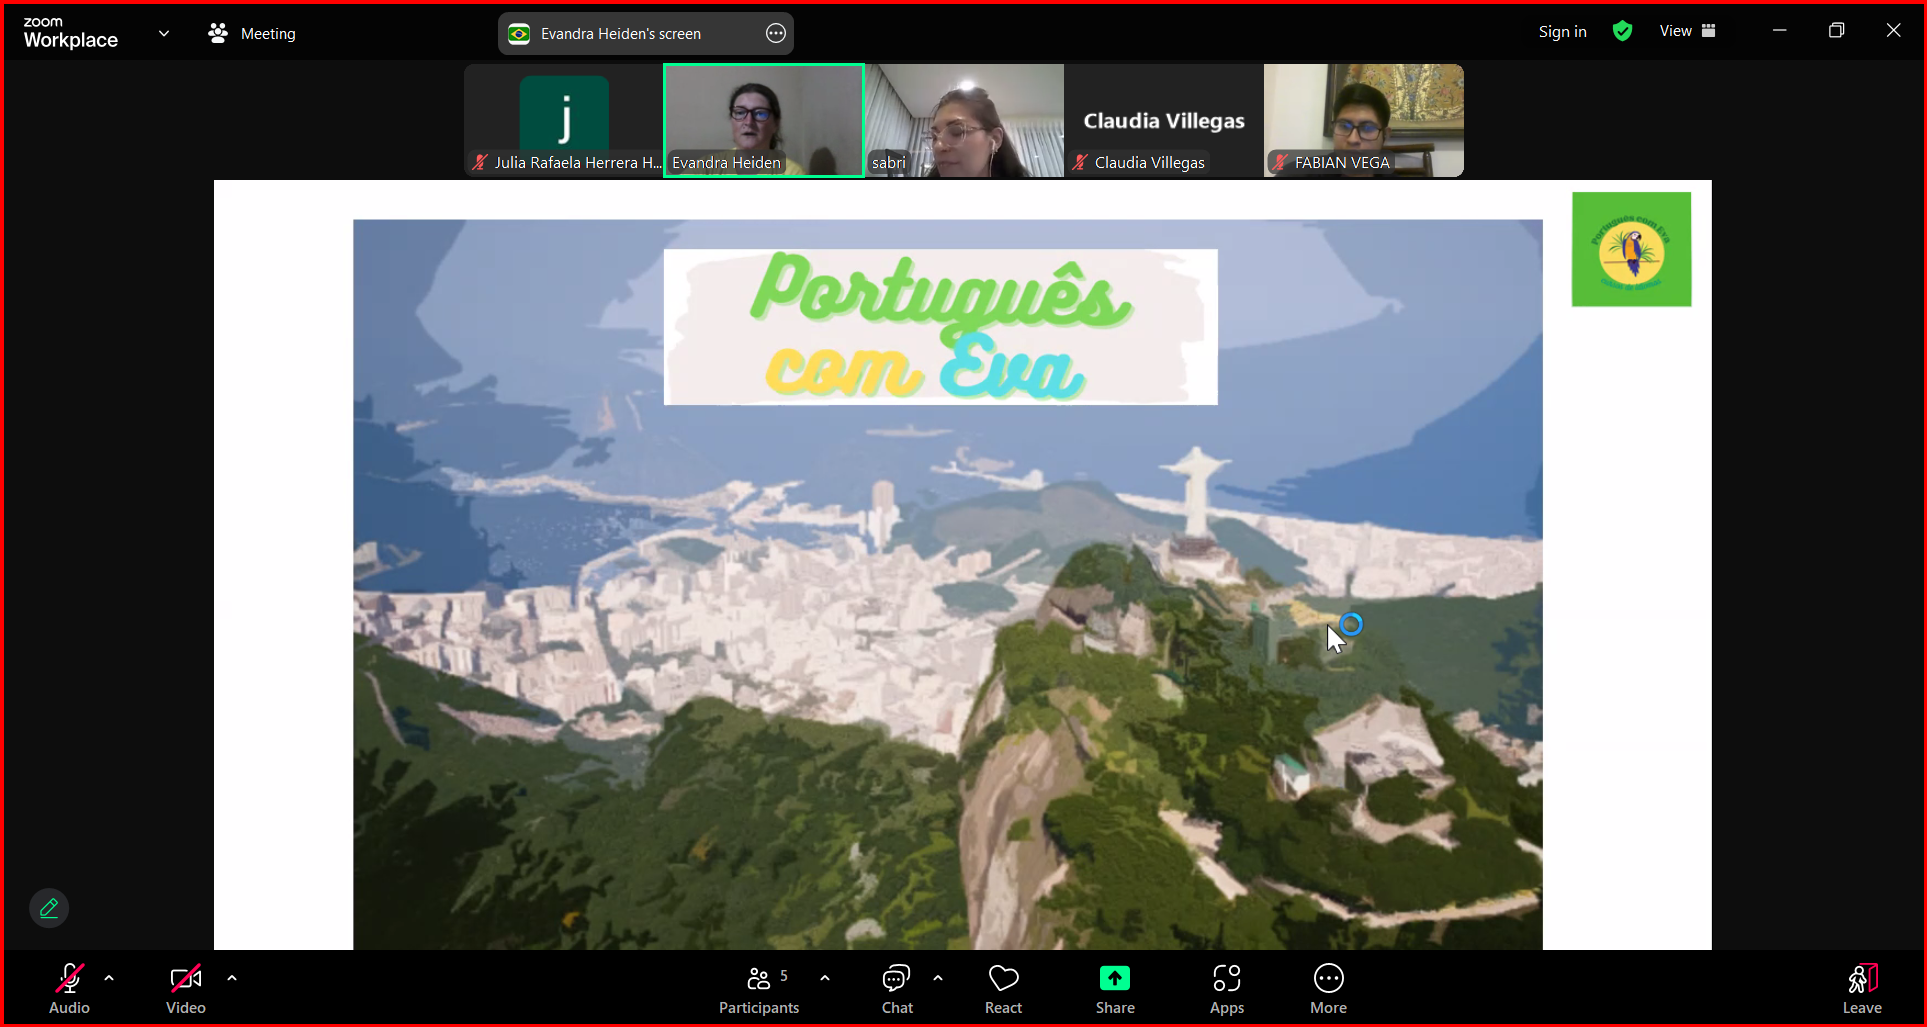 zoom
Workplace
Meeting
Evandra Heiden's screen
Sign in
View
j
Julia Rafaela Herrera H...
Evandra Heiden
sabri
Claudia Villegas
Claudia Villegas
FABIAN VEGA
Português
com Eva
Português com Eva
Audio
Video
Participants
5
Chat
React
Share
Apps
More
Leave